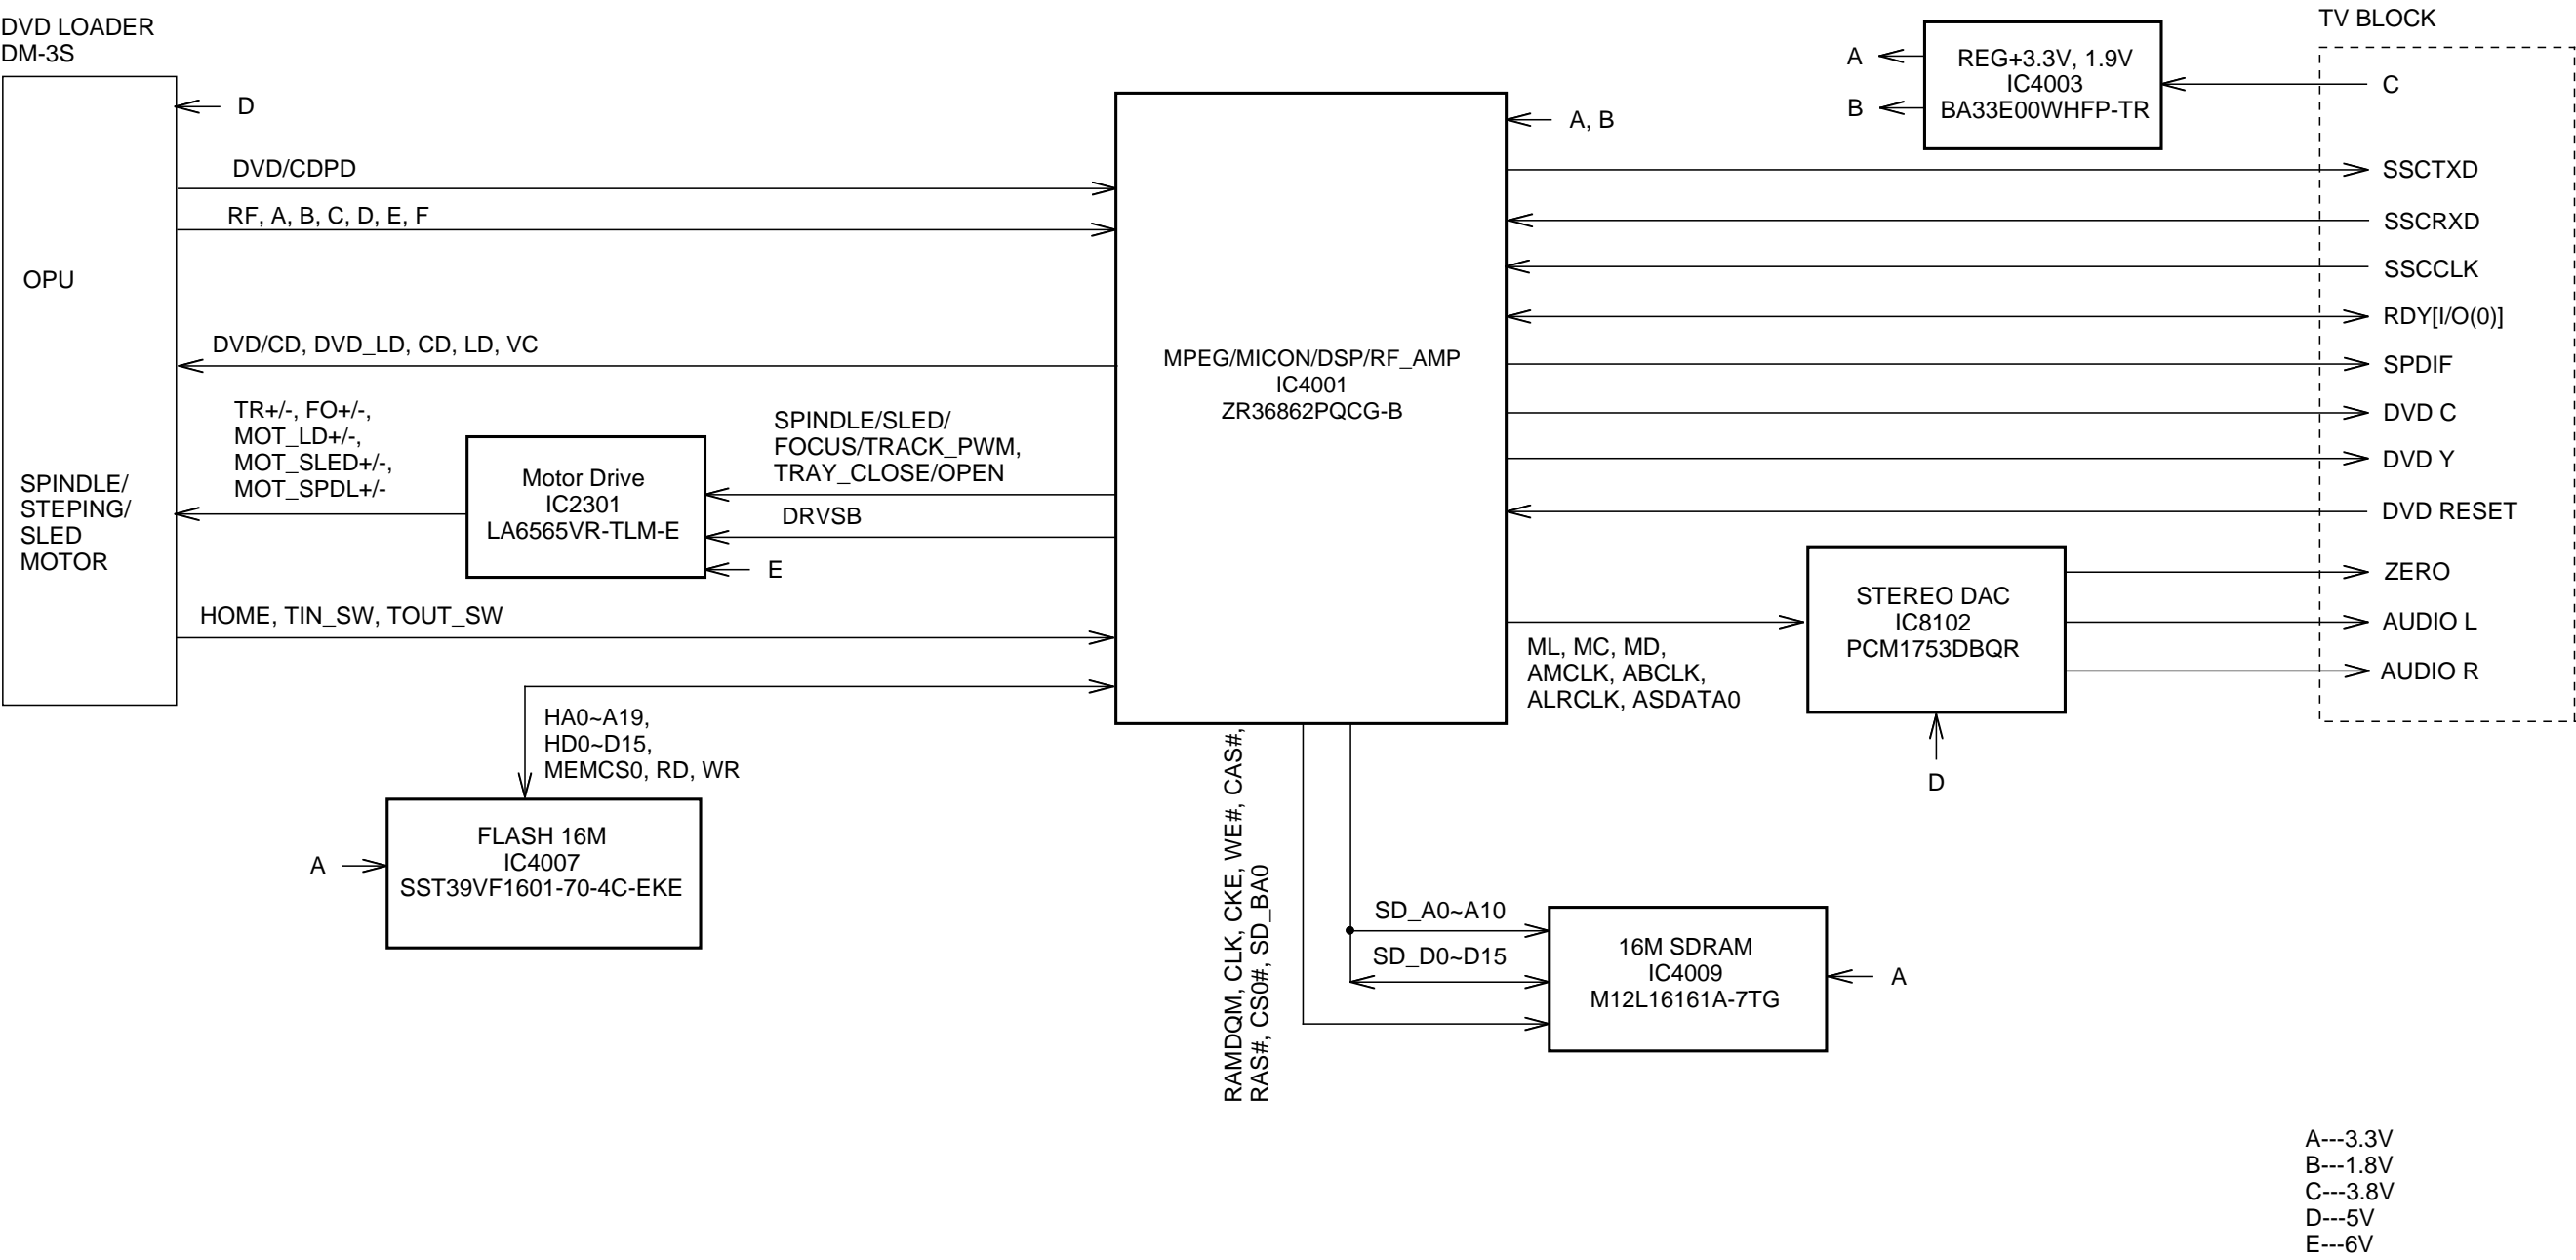 DVD LOADER
DM-3S
D
DVD/CDPD
RF, A, B, C, D, E, F
OPU
DVD/CD, DVD_LD, CD, LD, VC
TR+/-, FO+/-,
MOT_LD+/-,
MOT_SLED+/-,
MOT_SPDL+/-
SPINDLE/
STEPING/
SLED
MOTOR
Motor Drive
IC2301
LA6565VR-TLM-E
SPINDLE/SLED/
FOCUS/TRACK_PWM,
TRAY_CLOSE/OPEN
DRVSB
E
HOME, TIN_SW, TOUT_SW
HA0~A19,
HD0~D15,
MEMCS0, RD, WR
A
FLASH 16M
IC4007
SST39VF1601-70-4C-EKE
MPEG/MICON/DSP/RF_AMP
IC4001
ZR36862PQCG-B
A, B
RAMDQM, CLK, CKE, WE#, CAS#,
RAS#, CS0#, SD_BA0
SD_A0~A10
SD_D0~D15
16M SDRAM
IC4009
M12L16161A-7TG
A
ML, MC, MD,
AMCLK, ABCLK,
ALRCLK, ASDATA0
STEREO DAC
IC8102
PCM1753DBQR
D
A
B
REG+3.3V, 1.9V
IC4003
BA33E00WHFP-TR
TV BLOCK
C
SSCTXD
SSCRXD
SSCCLK
RDY[I/O(0)]
SPDIF
DVD C
DVD Y
DVD RESET
ZERO
AUDIO L
AUDIO R
A---3.3V
B---1.8V
C---3.8V
D---5V
E---6V